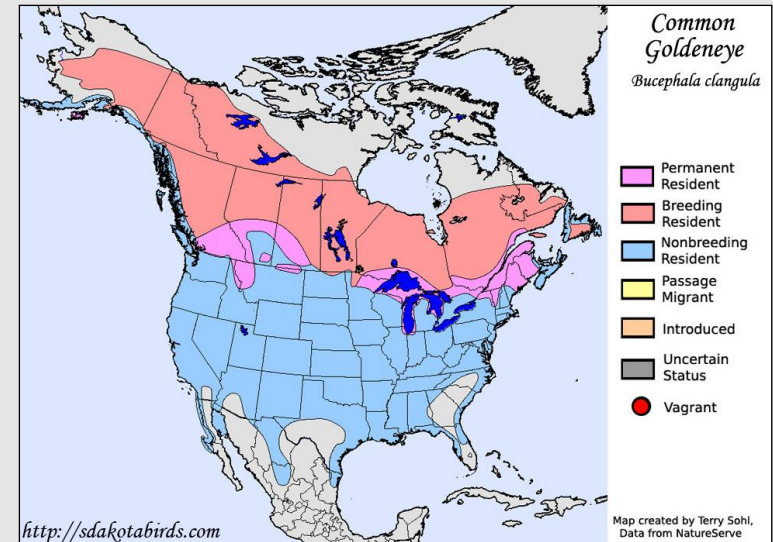 Common
Goldeneye
Bucephala clangula
Permanent
Resident
Breeding
Resident
Nonbreeding
Resident
Passage
Migrant
Introduced
Uncertain
Status
Vagrant
http://sdakotabirds.com
Map created by Terry Sohl,
Data from NatureServe